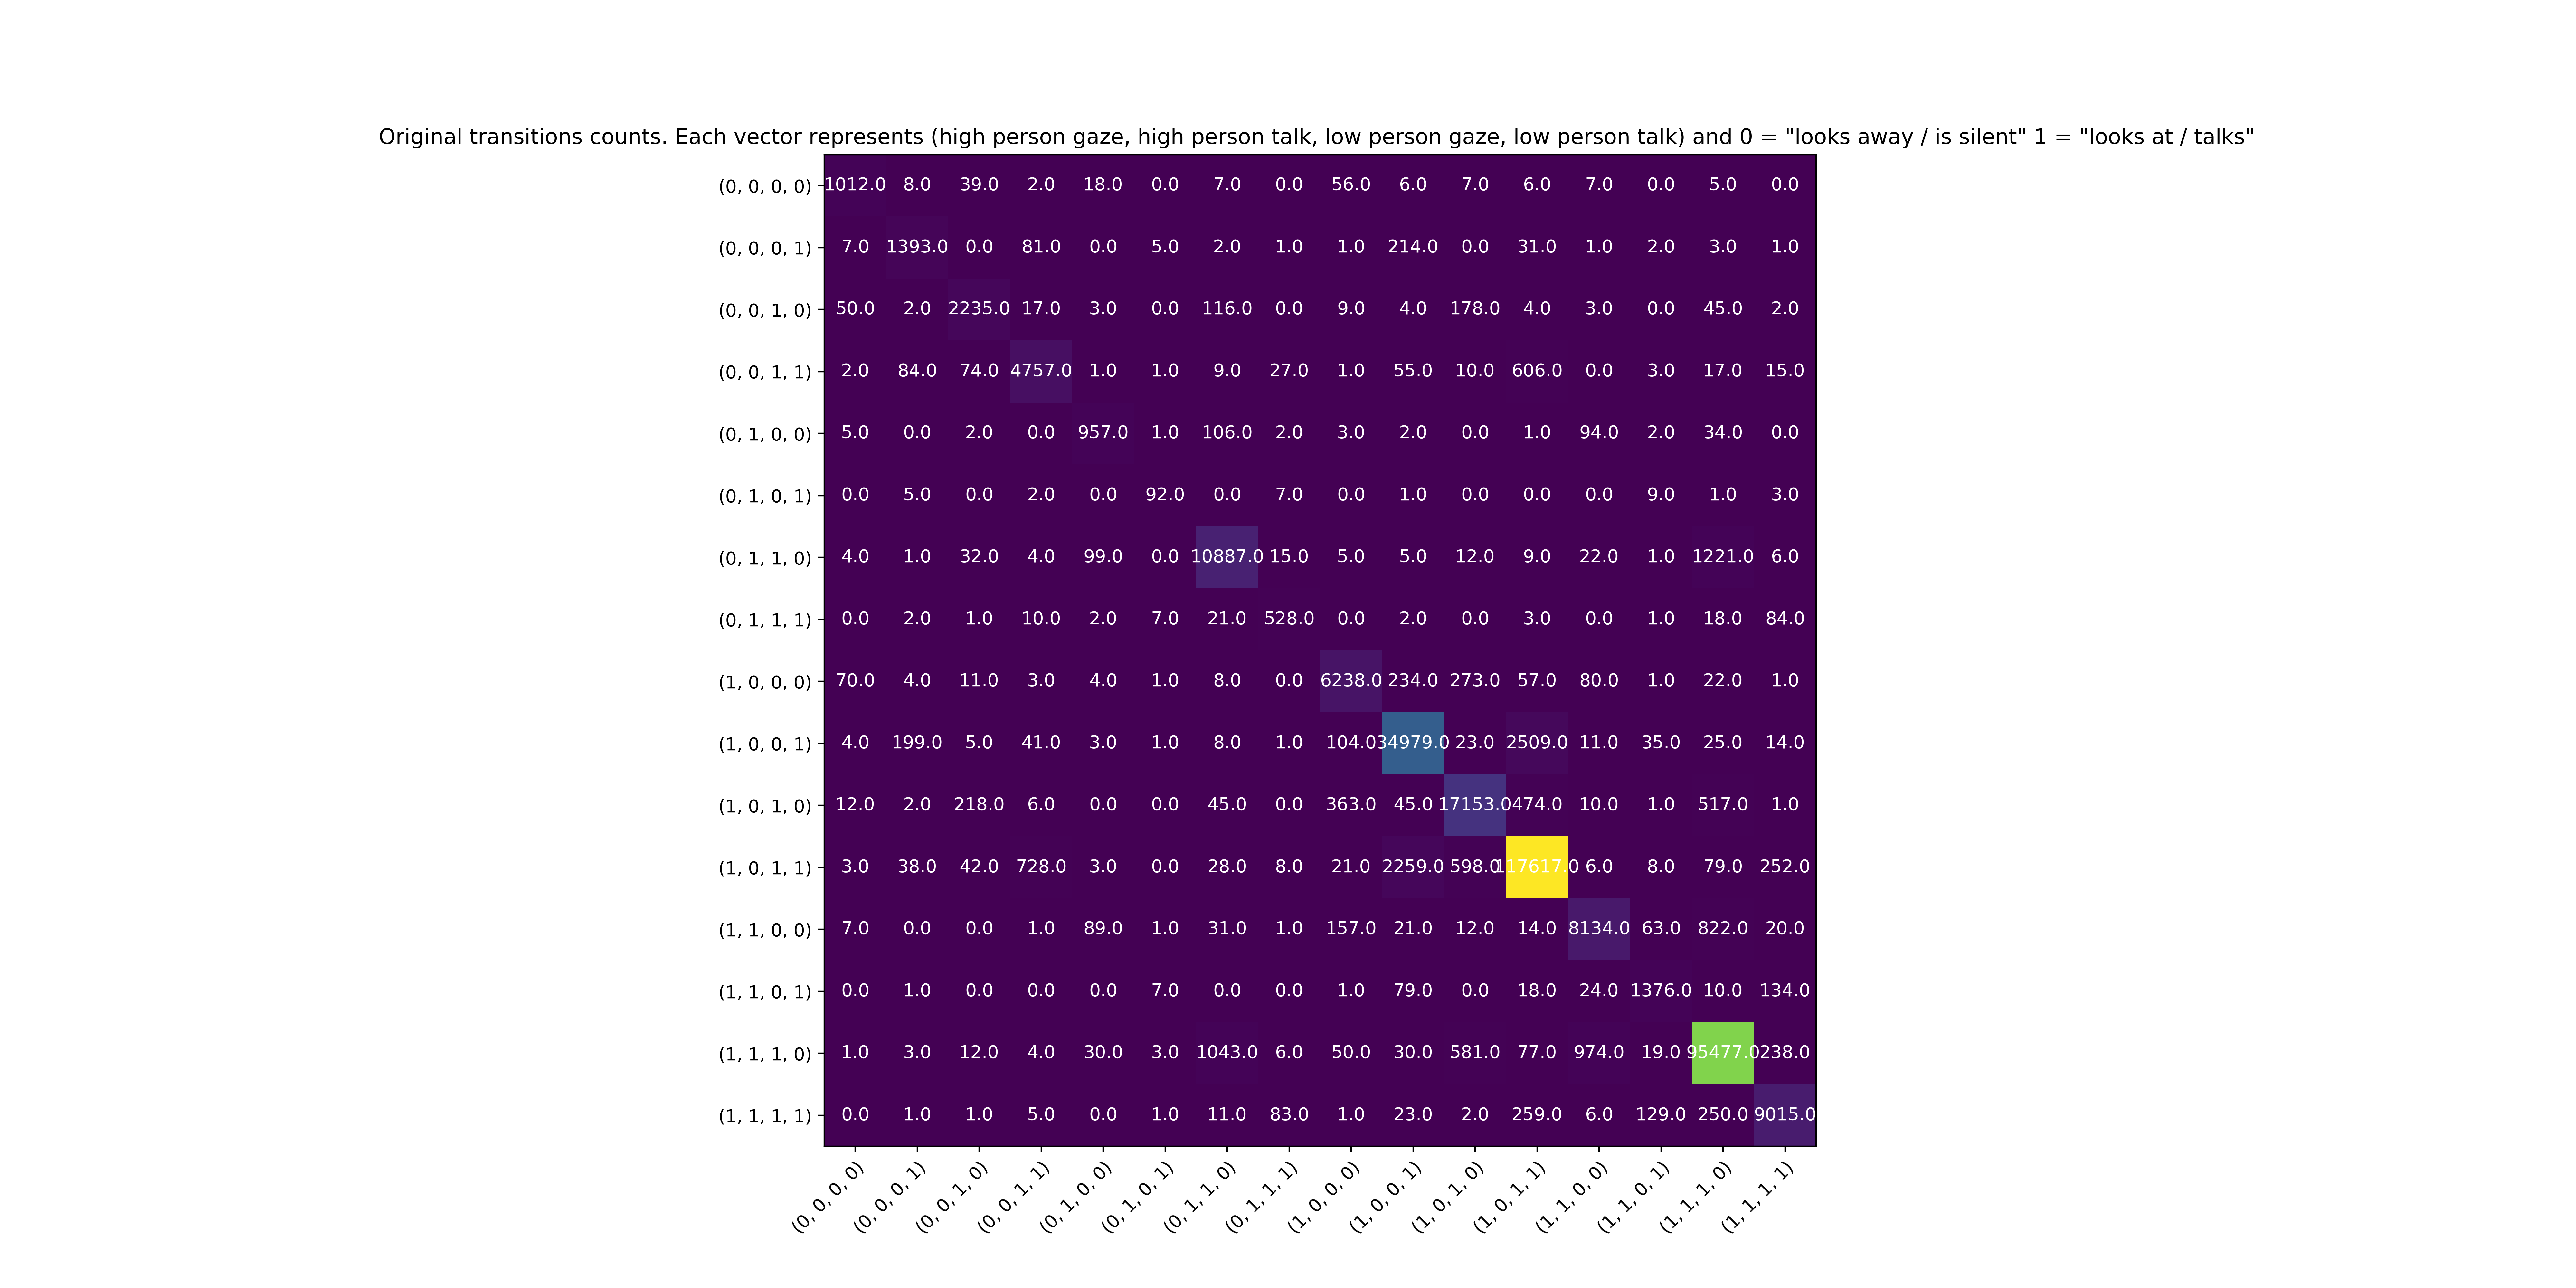 Original transitions counts. Each vector represents (high person gaze, high person talk, low person gaze, low person talk) and 0 = "looks away / is silent" 1 = "looks at / talks"
(0, 0, 0, 0) 1012.0 8.0 39.0 2.0 18.0 0.0 7.0 0.0 56.0 6.0 7.0 6.0 7.0 0.0 5.0 0.0
(0, 0, 0, 1) 7.0 1393.0 0.0 81.0 0.0 5.0 2.0 1.0 1.0 214.0 0.0 31.0 1.0 2.0 3.0 1.0
(0, 0, 1, 0) 50.0 2.0 2235.0 17.0 3.0 0.0 116.0 0.0 9.0 4.0 178.0 4.0 3.0 0.0 45.0 2.0
(0, 0, 1, 1) 2.0 84.0 74.0 4757.0 1.0 1.0 9.0 27.0 1.0 55.0 10.0 606.0 0.0 3.0 17.0 15.0
(0, 1, 0, 0) 5.0 0.0 2.0 0.0 957.0 1.0 106.0 2.0 3.0 2.0 0.0 1.0 94.0 2.0 34.0 0.0
(0, 1, 0, 1) 0.0 5.0 0.0 2.0 0.0 92.0 0.0 7.0 0.0 1.0 0.0 0.0 0.0 9.0 1.0 3.0
(0, 1, 1, 0) 4.0 1.0 32.0 4.0 99.0 0.0 10887.0 15.0 5.0 5.0 12.0 9.0 22.0 1.0 1221.0 6.0
(0, 1, 1, 1) 0.0 2.0 1.0 10.0 2.0 7.0 21.0 528.0 0.0 2.0 0.0 3.0 0.0 1.0 18.0 84.0
(1, 0, 0, 0) 70.0 4.0 11.0 3.0 4.0 1.0 8.0 0.0 6238.0 234.0 273.0 57.0 80.0 1.0 22.0 1.0
(1, 0, 0, 1) 4.0 199.0 5.0 41.0 3.0 1.0 8.0 1.0 104.0 34979.0 23.0 2509.0 11.0 35.0 25.0 14.0
(1, 0, 1, 0) 12.0 2.0 218.0 6.0 0.0 0.0 45.0 0.0 363.0 45.0 17153.0 474.0 10.0 1.0 517.0 1.0
(1, 0, 1, 1) 3.0 38.0 42.0 728.0 3.0 0.0 28.0 8.0 21.0 2259.0 598.0 117617.0 6.0 8.0 79.0 252.0
(1, 1, 0, 0) 7.0 0.0 0.0 1.0 89.0 1.0 31.0 1.0 157.0 21.0 12.0 14.0 8134.0 63.0 822.0 20.0
(1, 1, 0, 1) 0.0 1.0 0.0 0.0 0.0 7.0 0.0 0.0 1.0 79.0 0.0 18.0 24.0 1376.0 10.0 134.0
(1, 1, 1, 0) 1.0 3.0 12.0 4.0 30.0 3.0 1043.0 6.0 50.0 30.0 581.0 77.0 974.0 19.0 95477.0 238.0
(1, 1, 1, 1) 0.0 1.0 1.0 5.0 0.0 1.0 11.0 83.0 1.0 23.0 2.0 259.0 6.0 129.0 250.0 9015.0
(0, 0, 0, 0) (0, 0, 0, 1) (0, 0, 1, 0) (0, 0, 1, 1) (0, 1, 0, 0) (0, 1, 0, 1) (0, 1, 1, 0) (0, 1, 1, 1) (1, 0, 0, 0) (1, 0, 0, 1) (1, 0, 1, 0) (1, 0, 1, 1) (1, 1, 0, 0) (1, 1, 0, 1) (1, 1, 1, 0) (1, 1, 1, 1)